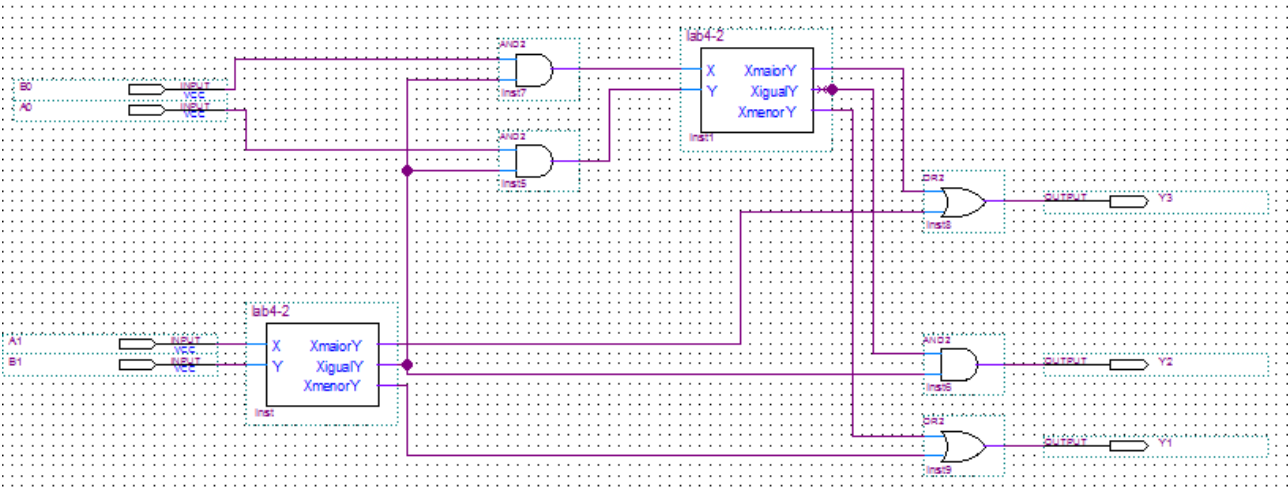 lab4-2
AND2
B0
INPUT
VCC
A0
INPUT
VCC
inst7
X
XmaiorY
Y
XigualY
XmenorY
inst1
AND2
inst5
OR2
inst8
OUTPUT
Y3
lab4-2
A1
INPUT
VCC
B1
INPUT
VCC
X
XmaiorY
Y
XigualY
XmenorY
inst
AND2
inst6
OUTPUT
Y2
OR2
inst9
OUTPUT
Y1